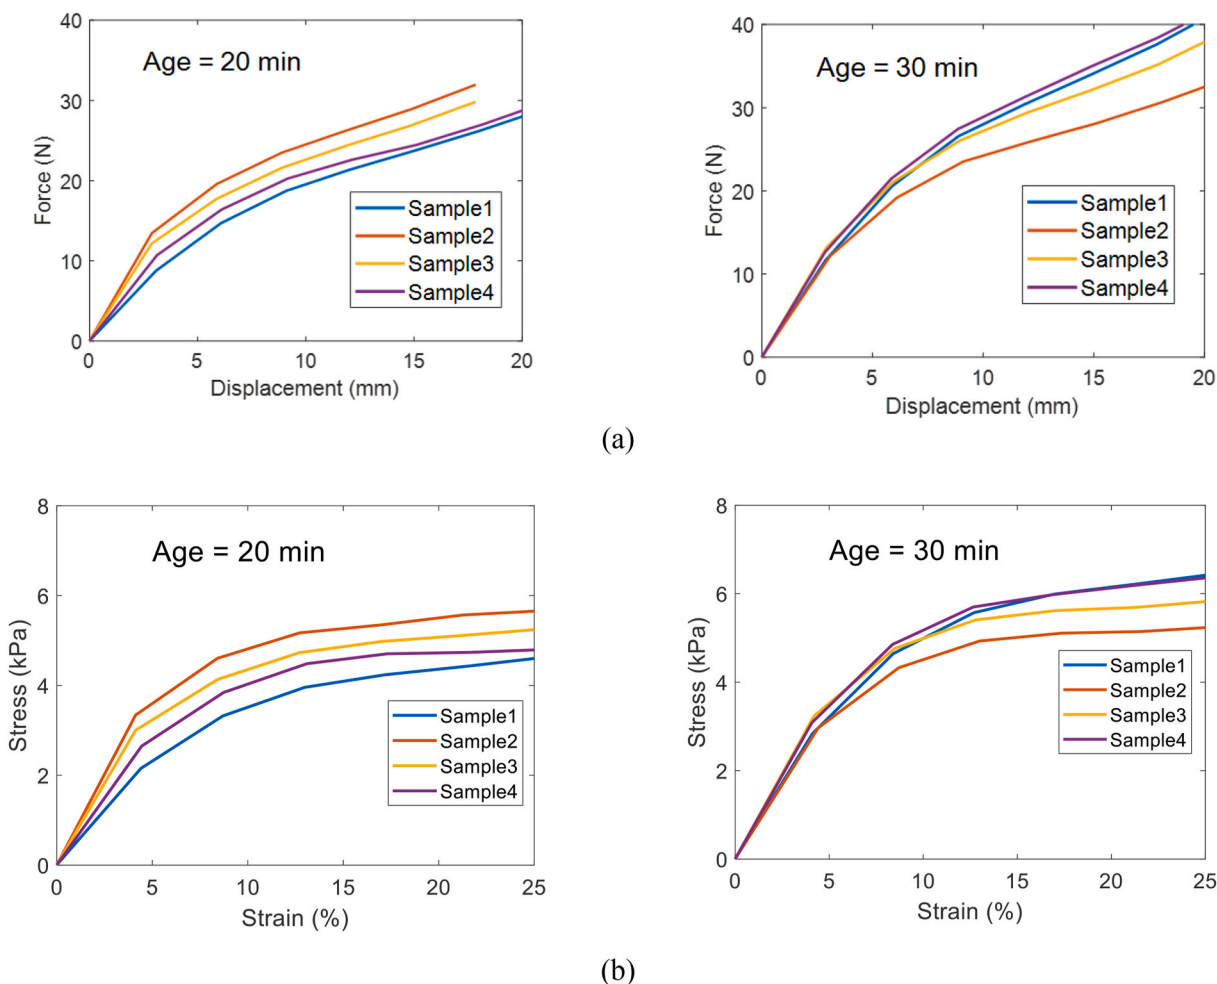 Age = 20 min
Force (N)
40
30
20
10
0
Sample1
Sample2
Sample3
Sample4
0 5 10 15 20
Displacement (mm)
Age = 30 min
Force (N)
40
30
20
10
0
Sample1
Sample2
Sample3
Sample4
0 5 10 15 20
Displacement (mm)
(a)
Age = 20 min
Stress (kPa)
8
6
4
2
0
Sample1
Sample2
Sample3
Sample4
0 5 10 15 20 25
Strain (%)
Age = 30 min
Stress (kPa)
8
6
4
2
0
Sample1
Sample2
Sample3
Sample4
0 5 10 15 20 25
Strain (%)
(b)